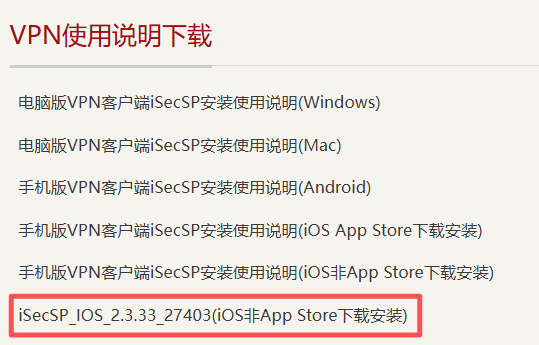 VPN使用说明下载
电脑版VPN客户端iSecSP安装使用说明(Windows)
电脑版VPN客户端iSecSP安装使用说明(Mac)
手机版VPN客户端iSecSP安装使用说明(Android)
手机版VPN客户端iSecSP安装使用说明(iOS App Store下载安装)
手机版VPN客户端iSecSP安装使用说明(iOS非App Store下载安装)
iSecSP_IOS_2.3.33_27403(iOS非App Store下载安装)